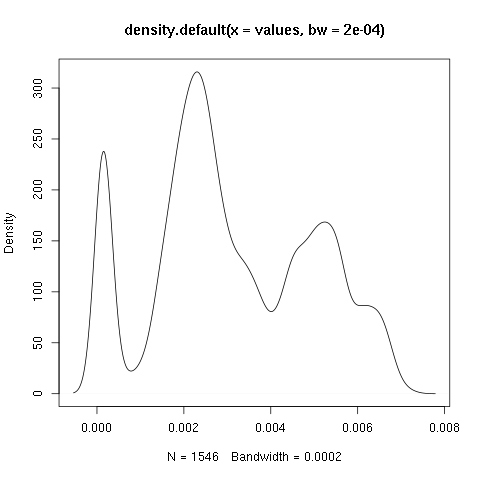 density.default(x = values, bw = 2e-04)
300
250
200
150
100
50
0
Density
0.000 0.002 0.004 0.006 0.008
N = 1546 Bandwidth = 0.0002